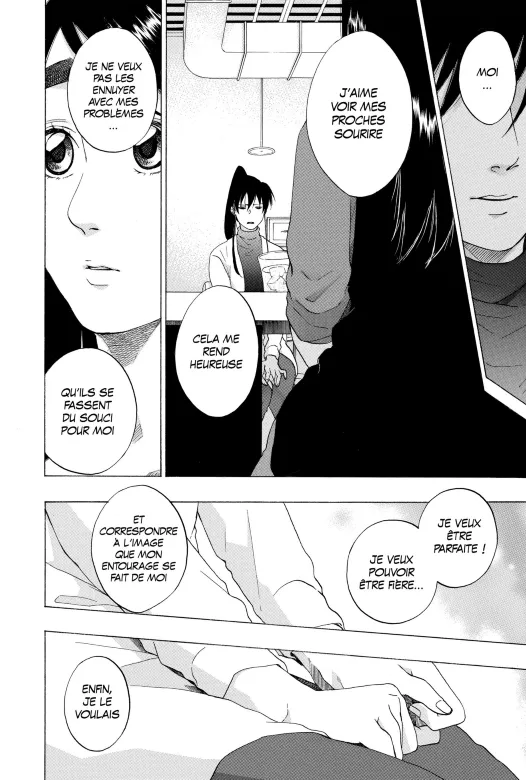 MOI
...
J'AIME
VOIR MES
PROCHES
SOURIRE
CELA ME
REND
HEUREUSE
JE NE VEUX
PAS LES
ENNUYER
AVEC MES
PROBLÈMES
...
QU'ILS SE
FASSENT
DU SOUCI
POUR MOI
JE VEUX
ÊTRE
PARFAITE !
JE VEUX
POUVOIR
ÊTRE FIÈRE...
ET
CORRESPONDRE
À L'IMAGE
QUE MON
ENTOURAGE SE
FAIT DE MOI
ENFIN,
JE LE
VOULAIS